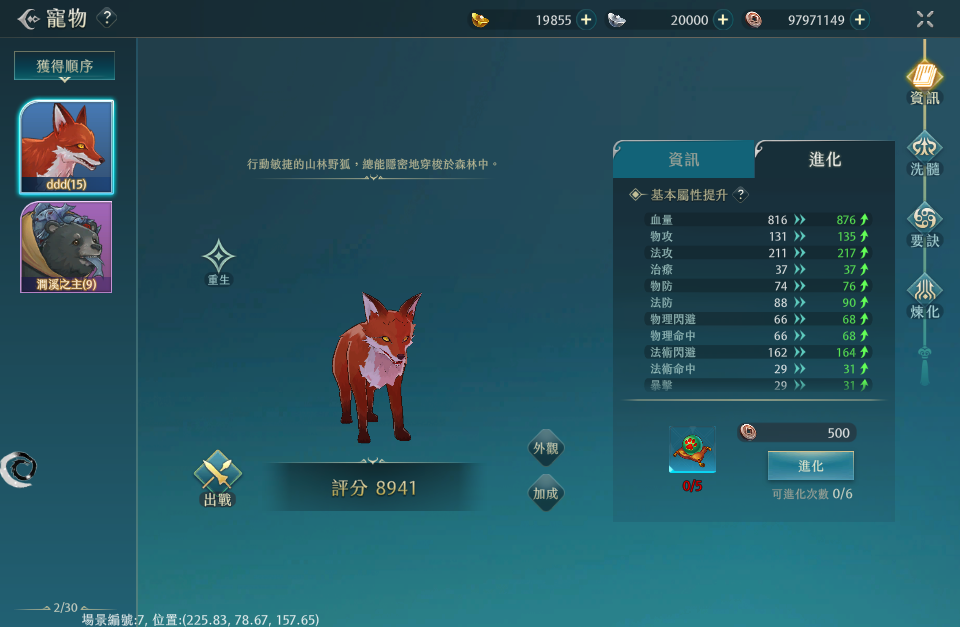 寵物 ?
19855
20000
97971149
獲得順序
ddd(15)
澗溪之主(9)
2/30
行動敏捷的山林野狐，總能隱密地穿梭於森林中。
重生
出戰
評分 8941
外觀
加成
資訊
進化
基本屬性提升 ?
血量 816 876
物攻 131 135
法攻 211 217
治療 37 37
物防 74 76
法防 88 90
物理閃避 66 68
物理命中 66 68
法術閃避 162 164
法術命中 29 31
暴擊 29 31
0/5
500
進化
可進化次數 0/6
資訊
洗髓
要訣
煉化
場景編號:7, 位置:(225.83, 78.67, 157.65)